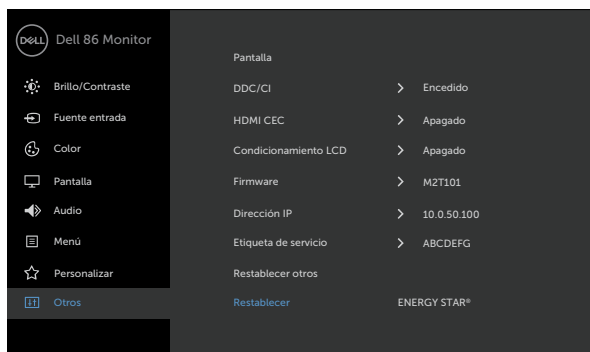 DELL Dell 86 Monitor
Brillo/Contraste
Fuente entrada
Color
Pantalla
Audio
Menú
Personalizar
Otros
Pantalla
DDC/CI > Encedido
HDMI CEC > Apagado
Condicionamiento LCD > Apagado
Firmware > M2T101
Dirección IP > 10.0.50.100
Etiqueta de servicio > ABCDEFG
Restablecer otros
Restablecer ENERGY STAR®